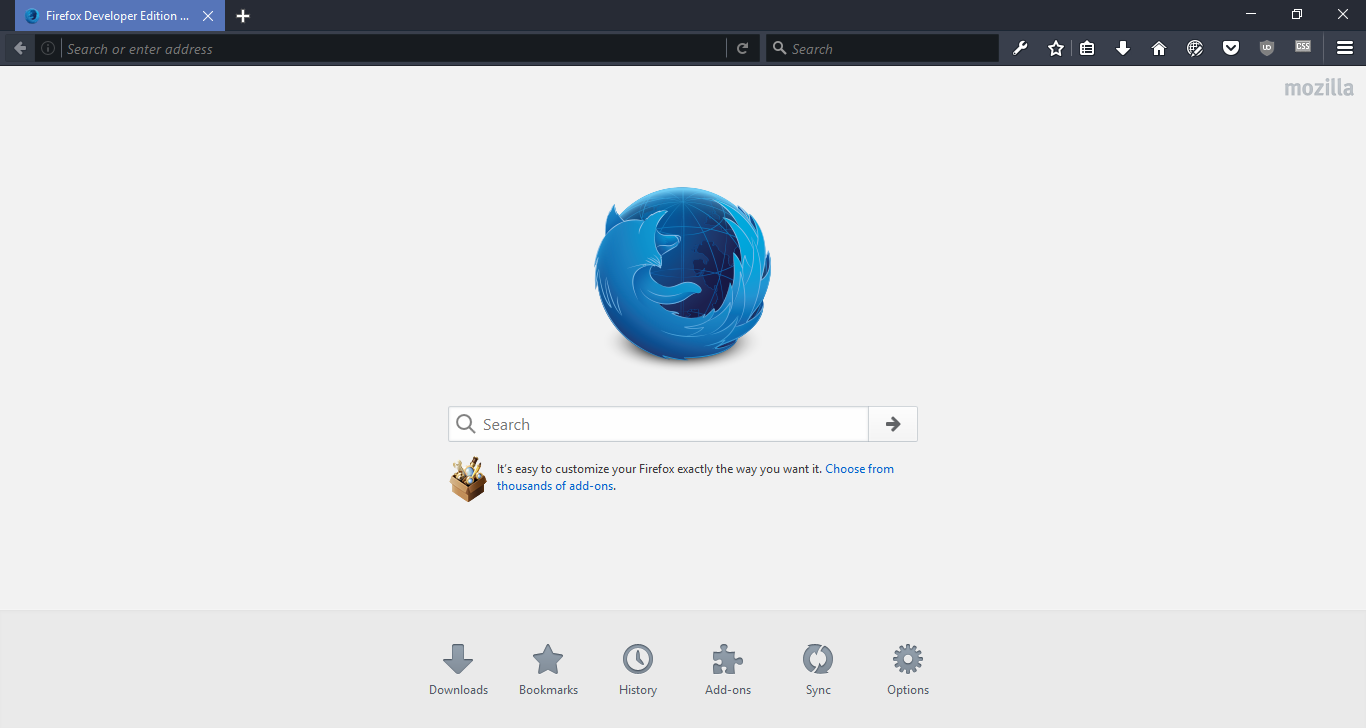 Firefox Developer Edition ...
Search or enter address
Search
UD
CSS
mozilla
Search
It's easy to customize your Firefox exactly the way you want it. Choose from
thousands of add-ons.
Downloads
Bookmarks
History
Add-ons
Sync
Options